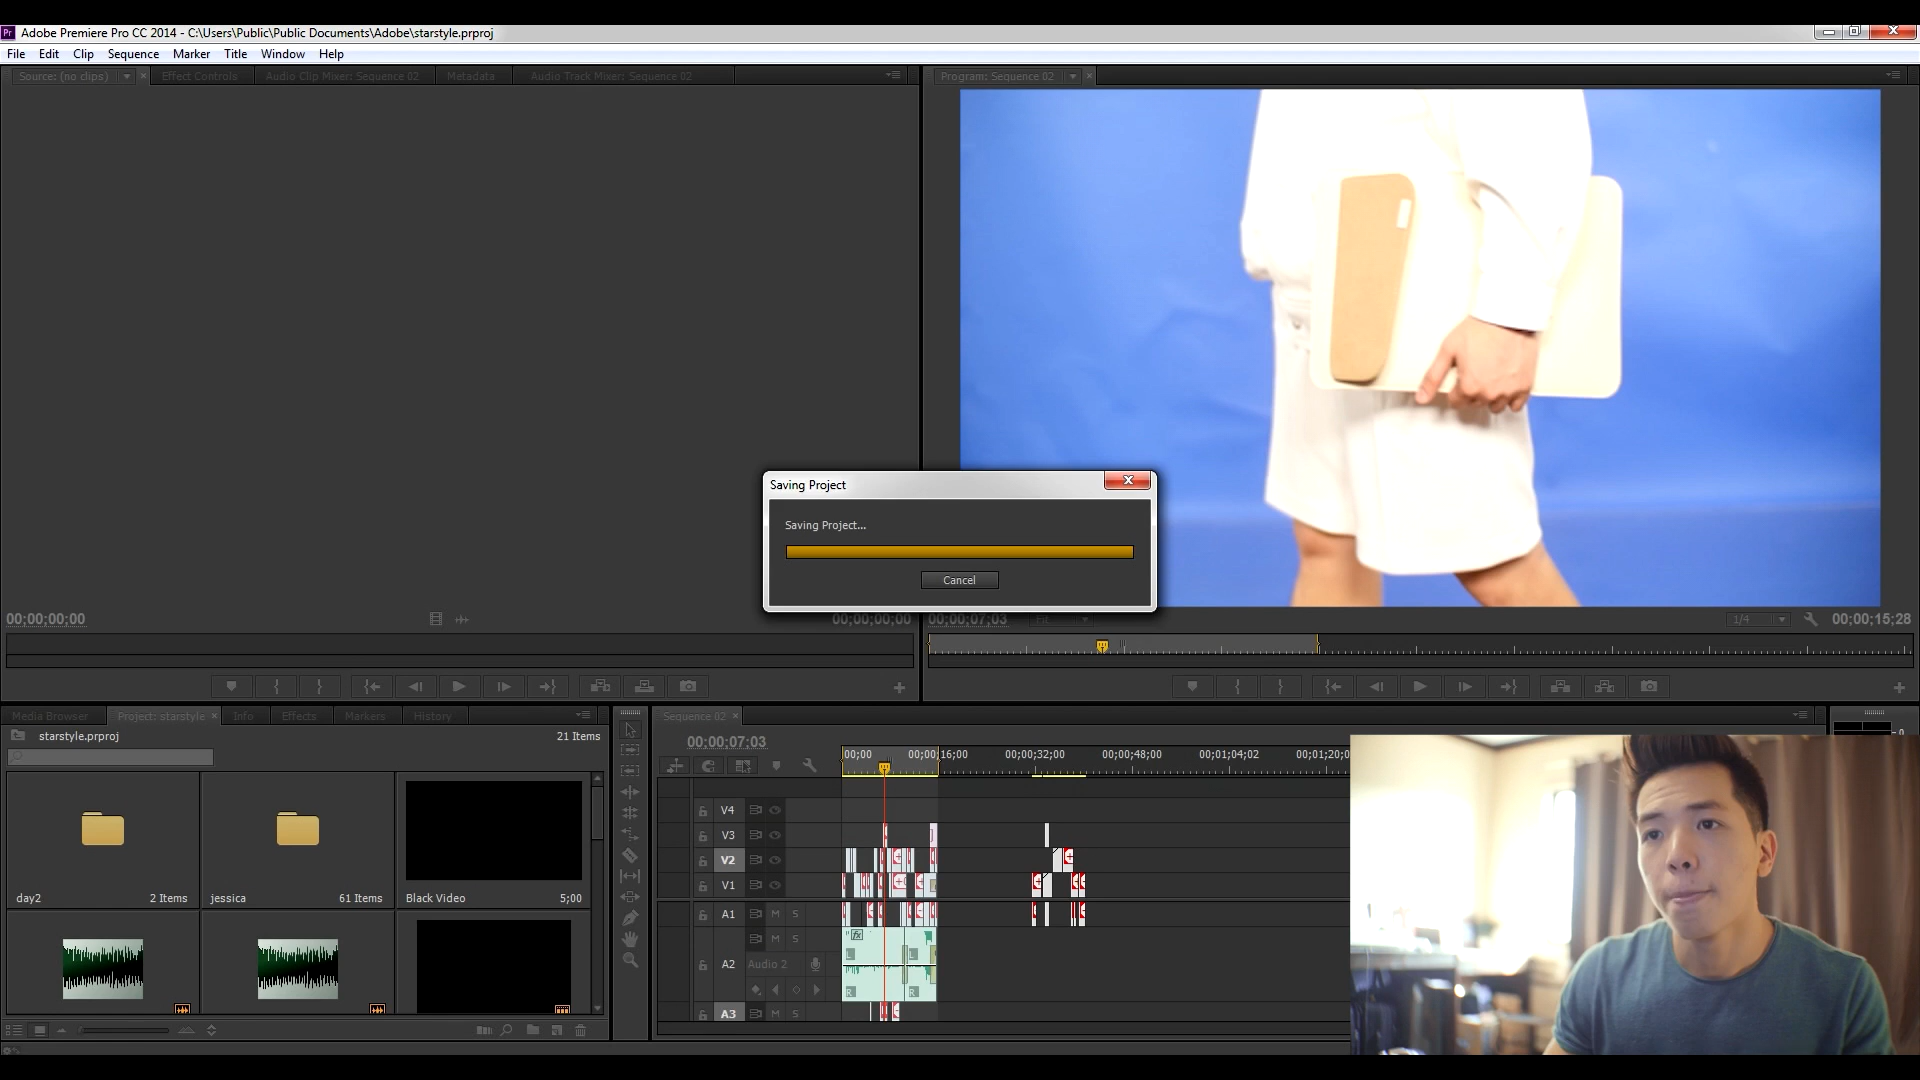 Pr Adobe Premiere Pro CC 2014 - C:\Users\Public\Public Documents\Adobe\starstyle.prproj
File Edit Clip Sequence Marker Title Window Help
Source: (no clips) Effect Controls Audio Clip Mixer: Sequence 02 Metadata Audio Track Mixer: Sequence 02
Program: Sequence 02
Saving Project
Saving Project...
Cancel
00;00;00;00 00;00;00;00
00;00;07;03 Fit 1/4 00;00;15;28
Media Browser Project: starstyle Info Effects Markers History
starstyle.prproj 21 Items
day2 2 Items
jessica 61 Items
Black Video 5;00
Sequence 02
00;00;07;03
00;00 00;00;16;00 00;00;32;00 00;00;48;00 00;01;04;02 00;01;20;0
V4
V3
V2
V1
A1 M S
M S
A2 Audio 2
A3 M S
fx
L L
R R